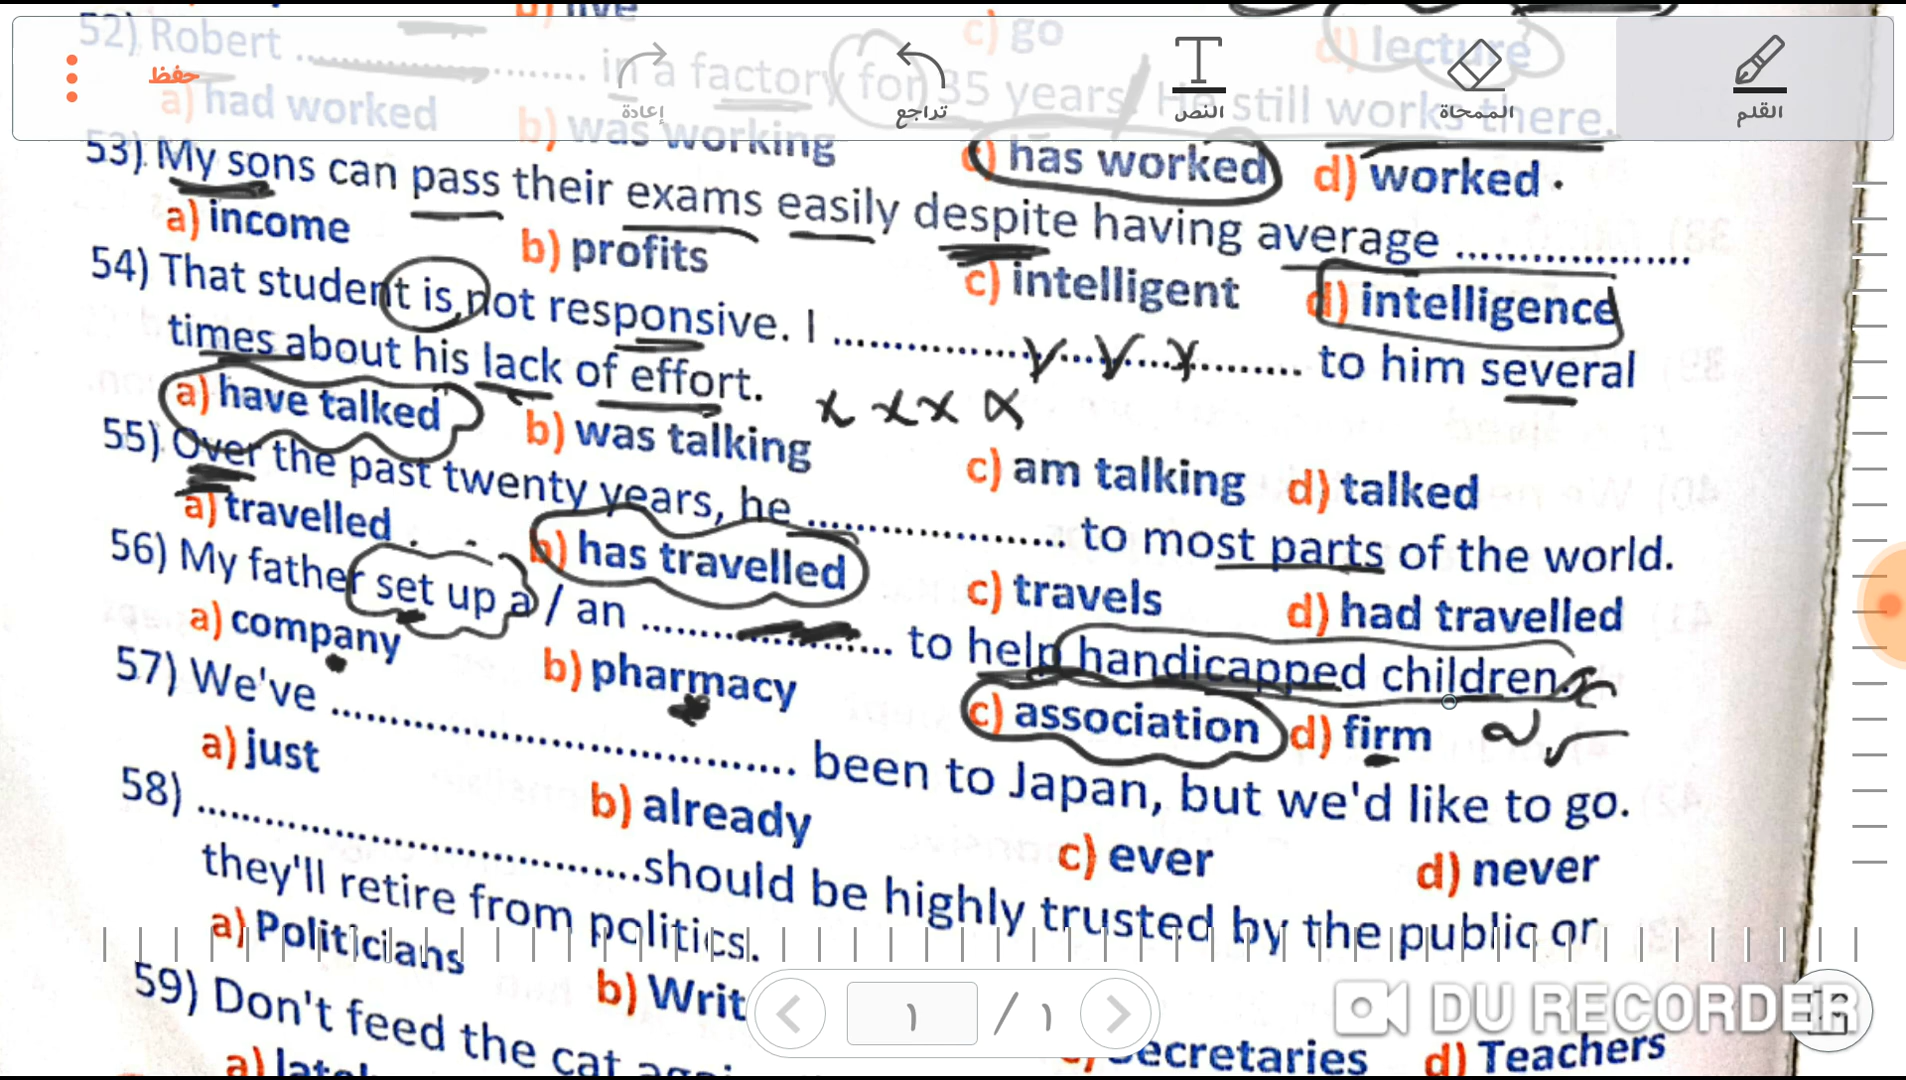 b) live
52) Robert ........................ in a factory for 35 years. He still works there.
c) go
d) lecture
حفظ
إعادة
تراجع
النص
الممحاة
القلم
a) had worked
b) was working
c) has worked
d) worked
53) My sons can pass their exams easily despite having average ....................
a) income
b) profits
c) intelligent
d) intelligence
54) That student is not responsive. I ........................................ to him several
times about his lack of effort.
a) have talked
b) was talking
c) am talking
d) talked
55) Over the past twenty years, he ........................ to most parts of the world.
a) travelled
b) has travelled
c) travels
d) had travelled
56) My father set up a / an ........................ to help handicapped children.
a) company
b) pharmacy
c) association
d) firm
57) We've ........................................ been to Japan, but we'd like to go.
a) just
b) already
c) ever
d) never
58) ........................................should be highly trusted by the public or
they'll retire from politics.
a) Politicians
b) Writ
c) Secretaries
d) Teachers
59) Don't feed the cat
١ / ١
DU RECORDER